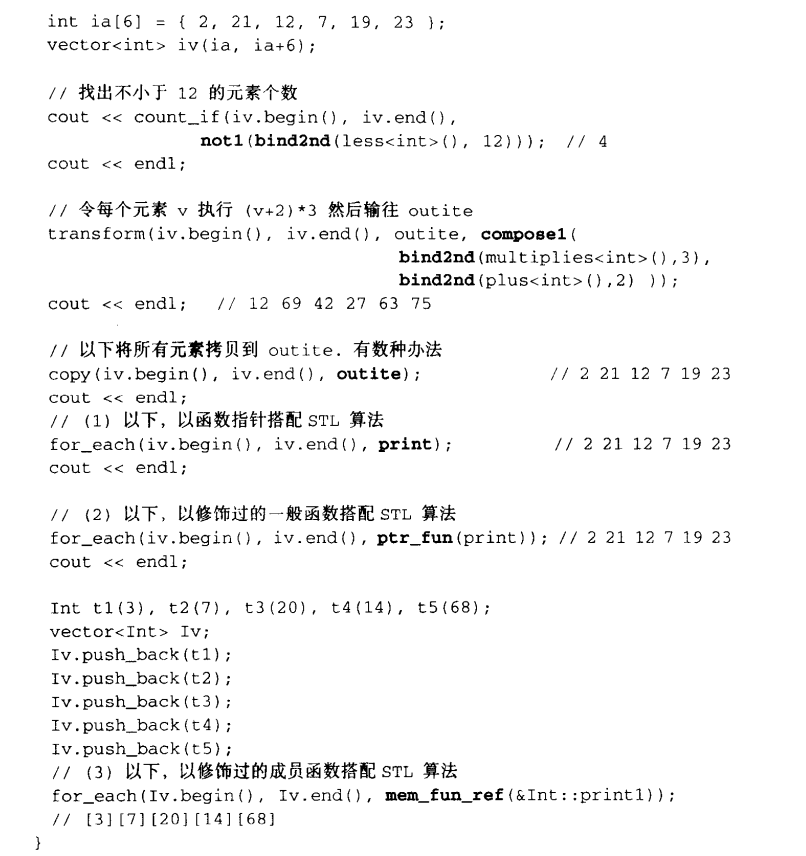 int ia[6] = { 2, 21, 12, 7, 19, 23 };
vector<int> iv(ia, ia+6);
// 找出不小于 12 的元素个数
cout << count_if(iv.begin(), iv.end(),
not1(bind2nd(less<int>(), 12))); // 4
cout << endl;
// 令每个元素 v 执行 (v+2)*3 然后输往 outite
transform(iv.begin(), iv.end(), outite, compose1(
bind2nd(multiplies<int>(),3),
bind2nd(plus<int>(),2) ));
cout << endl; // 12 69 42 27 63 75
// 以下将所有元素拷贝到 outite. 有数种办法
copy(iv.begin(), iv.end(), outite); // 2 21 12 7 19 23
cout << endl;
// (1) 以下, 以函数指针搭配 STL 算法
for_each(iv.begin(), iv.end(), print); // 2 21 12 7 19 23
cout << endl;
// (2) 以下, 以修饰过的一般函数搭配 STL 算法
for_each(iv.begin(), iv.end(), ptr_fun(print)); // 2 21 12 7 19 23
cout << endl;
Int t1(3), t2(7), t3(20), t4(14), t5(68);
vector<Int> Iv;
Iv.push_back(t1);
Iv.push_back(t2);
Iv.push_back(t3);
Iv.push_back(t4);
Iv.push_back(t5);
// (3) 以下, 以修饰过的成员函数搭配 STL 算法
for_each(Iv.begin(), Iv.end(), mem_fun_ref(&Int::print1));
// [3][7][20][14][68]
}